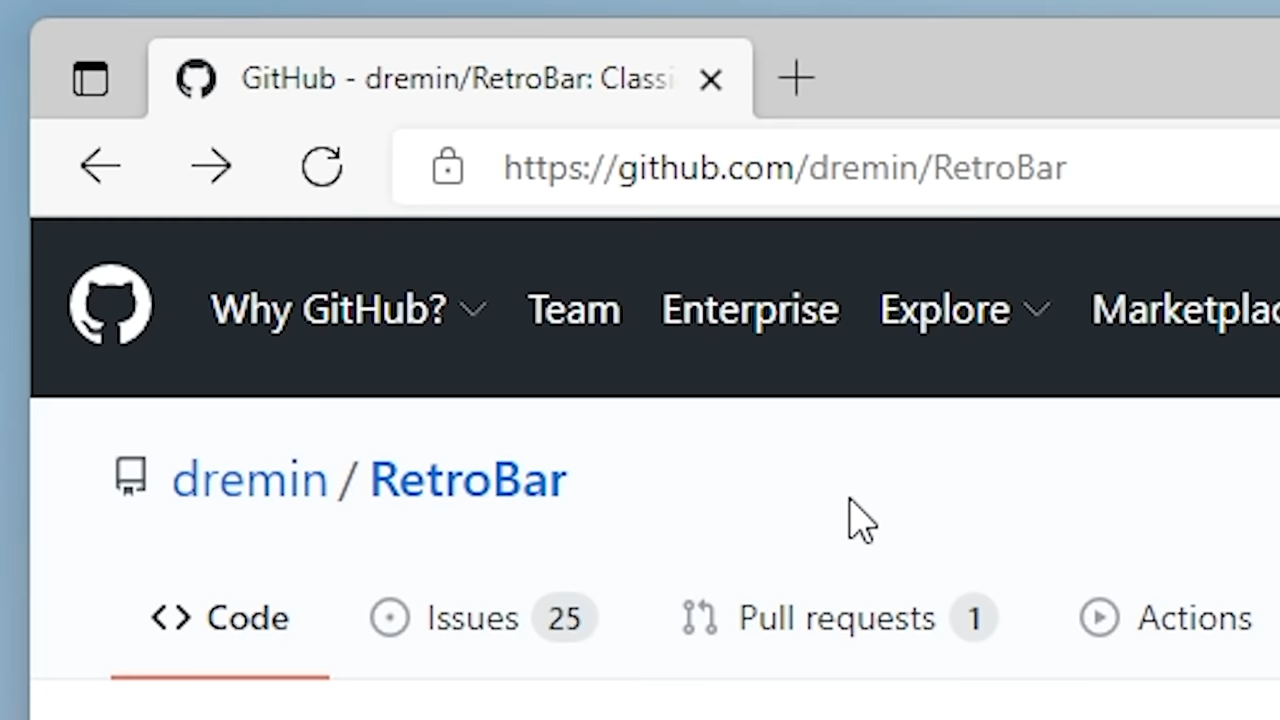 GitHub - dremin/RetroBar: Classi
https://github.com/dremin/RetroBar
Why GitHub? Team Enterprise Explore Marketplac
dremin / RetroBar
Code Issues 25 Pull requests 1 Actions